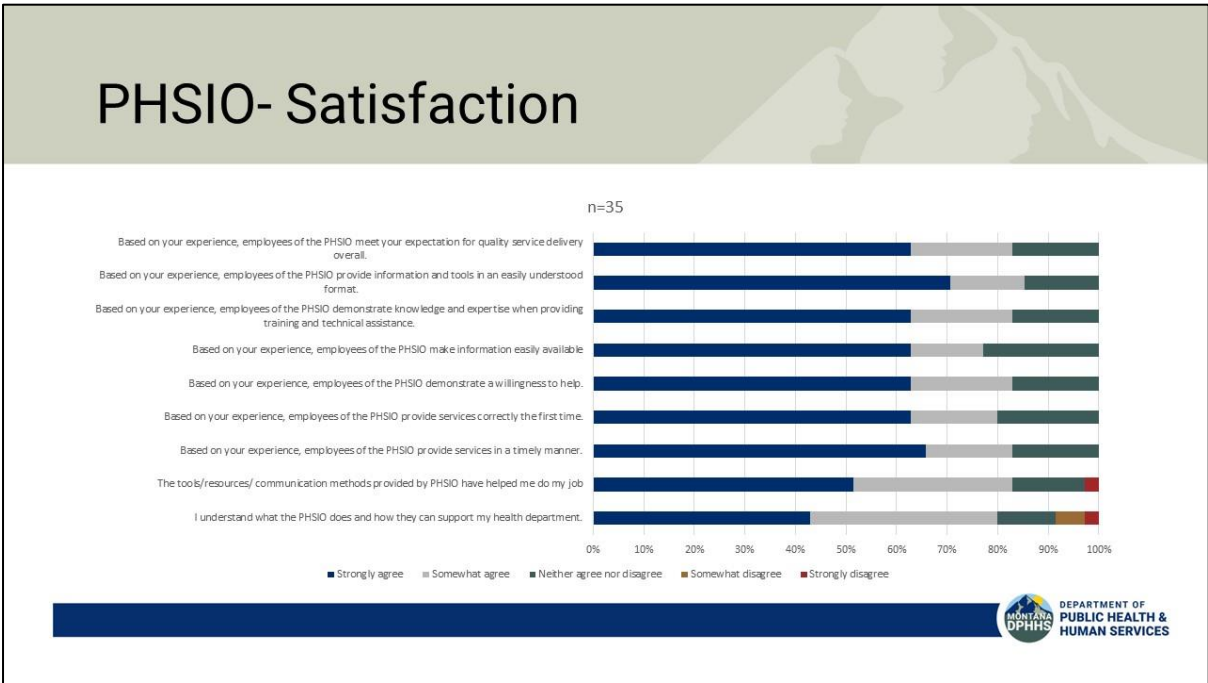 PHSIO- Satisfaction
n=35
Based on your experience, employees of the PHSIO meet your expectation for quality service delivery
overall.
Based on your experience, employees of the PHSIO provide information and tools in an easily understood
format.
Based on your experience, employees of the PHSIO demonstrate knowledge and expertise when providing
training and technical assistance.
Based on your experience, employees of the PHSIO make information easily available
Based on your experience, employees of the PHSIO demonstrate a willingness to help.
Based on your experience, employees of the PHSIO provide services correctly the first time.
Based on your experience, employees of the PHSIO provide services in a timely manner.
The tools/resources/ communication methods provided by PHSIO have helped me do my job
I understand what the PHSIO does and how they can support my health department.
0% 10% 20% 30% 40% 50% 60% 70% 80% 90% 100%
Strongly agree Somewhat agree Neither agree nor disagree Somewhat disagree Strongly disagree
MONTANA
DPHHS
DEPARTMENT OF
PUBLIC HEALTH &
HUMAN SERVICES